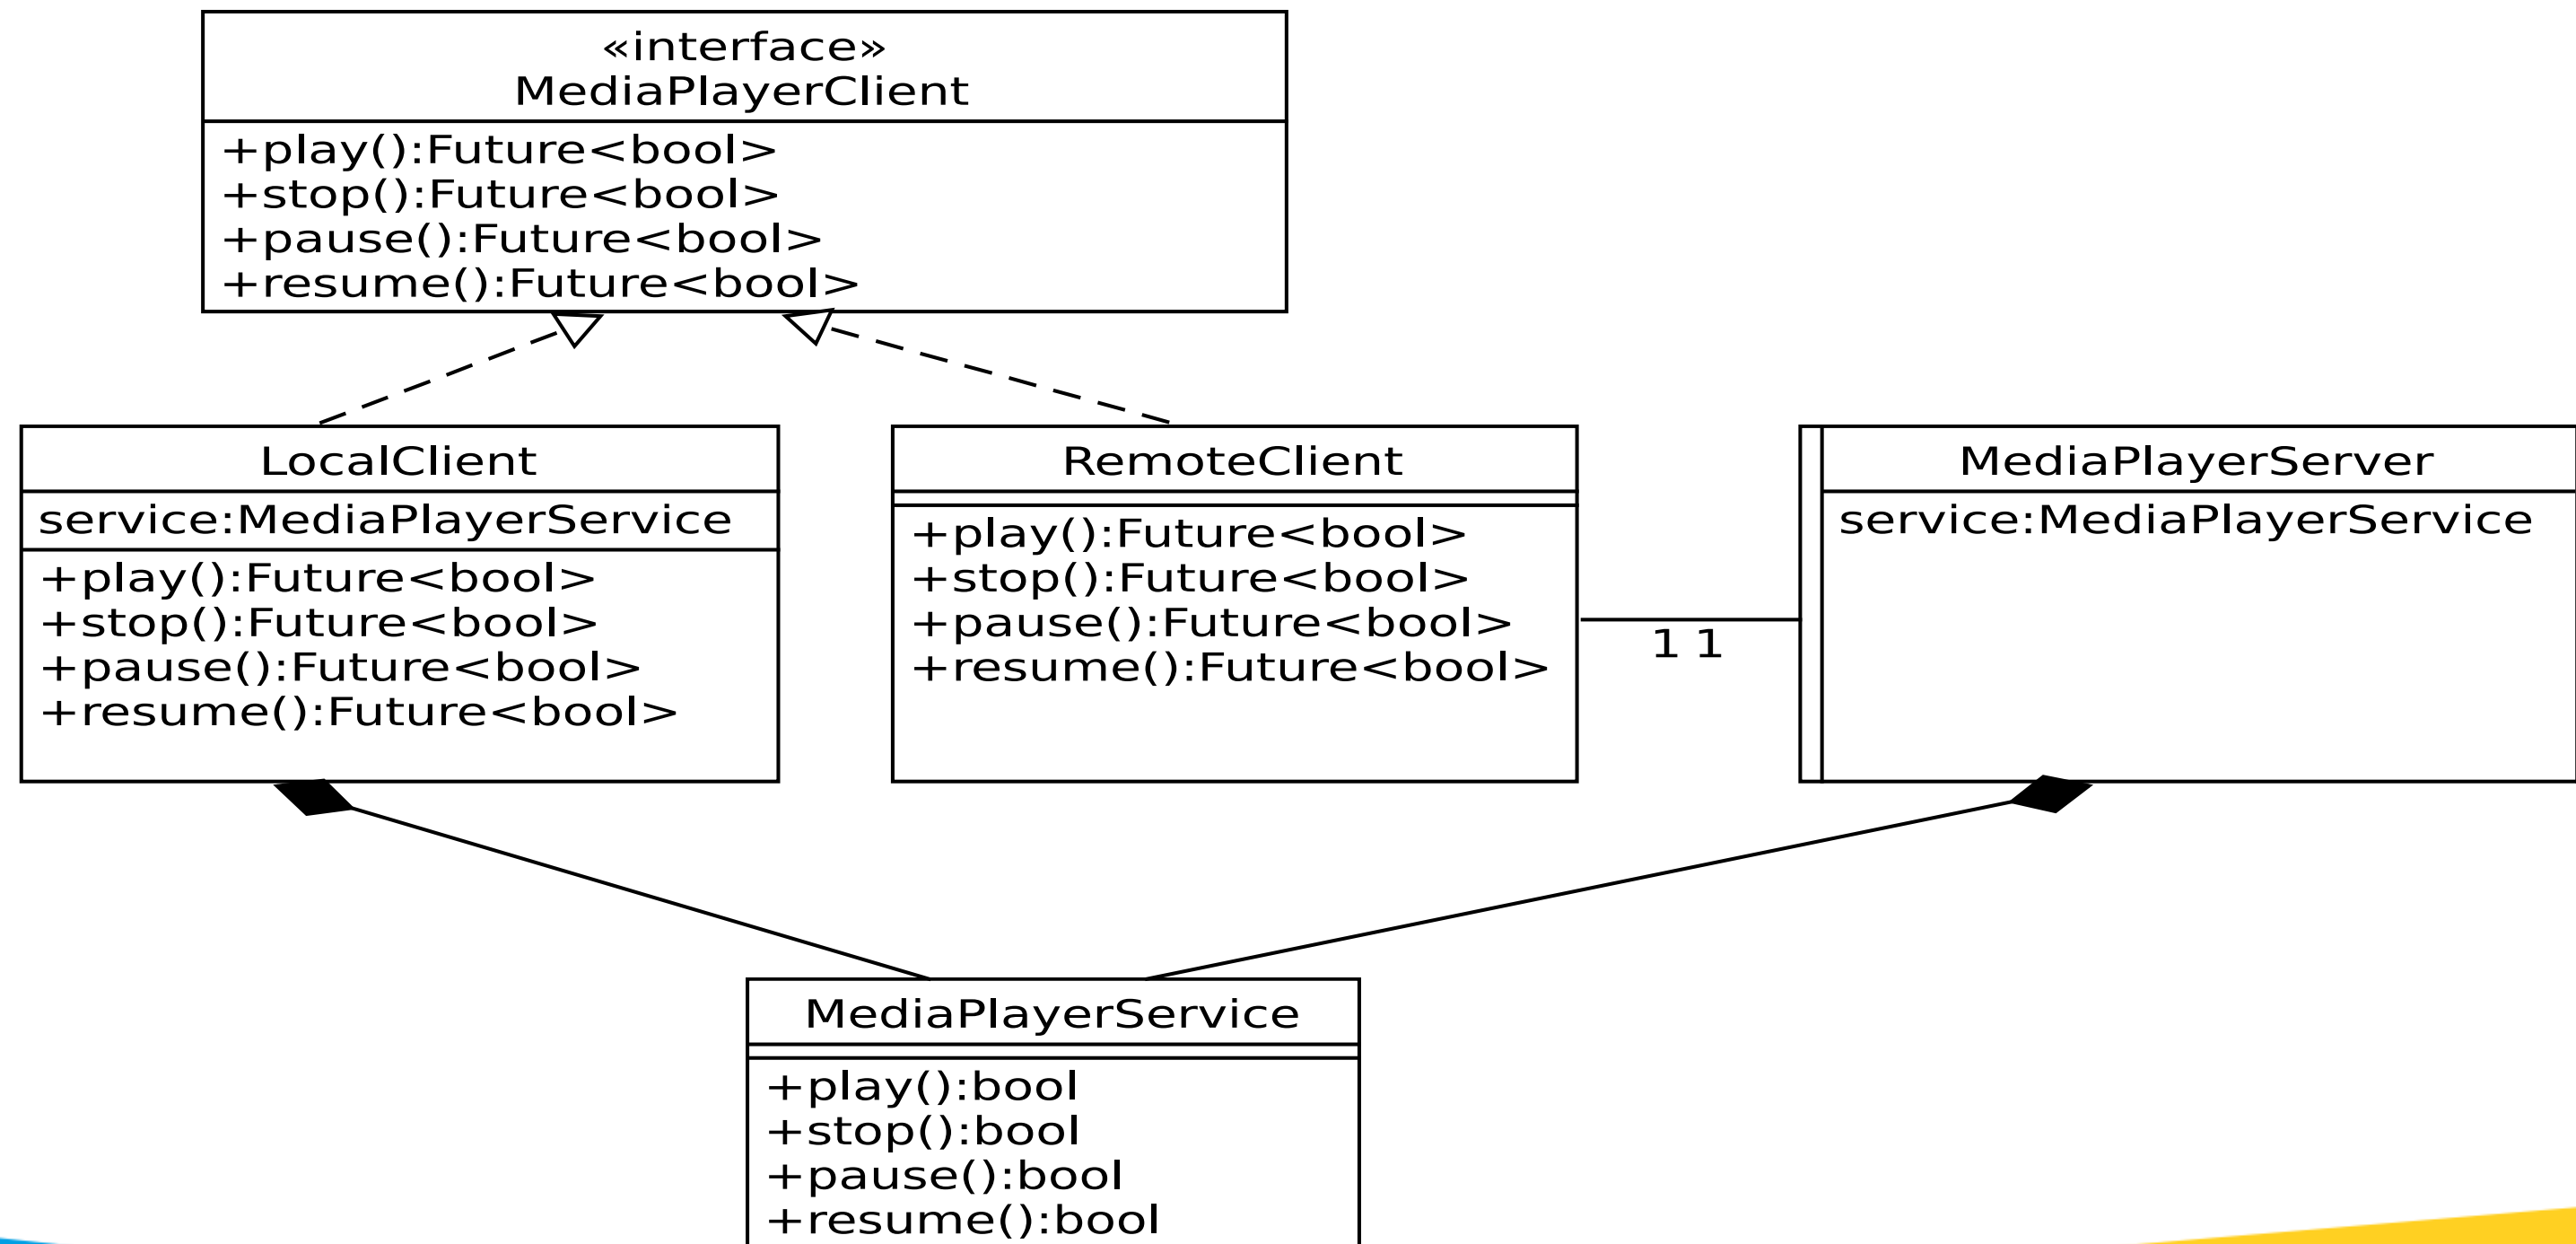 «interface»
MediaPlayerClient
+play():Future<bool>
+stop():Future<bool>
+pause():Future<bool>
+resume():Future<bool>
LocalClient
service:MediaPlayerService
+play():Future<bool>
+stop():Future<bool>
+pause():Future<bool>
+resume():Future<bool>
RemoteClient
+play():Future<bool>
+stop():Future<bool>
+pause():Future<bool>
+resume():Future<bool>
1 1
MediaPlayerServer
service:MediaPlayerService
MediaPlayerService
+play():bool
+stop():bool
+pause():bool
+resume():bool